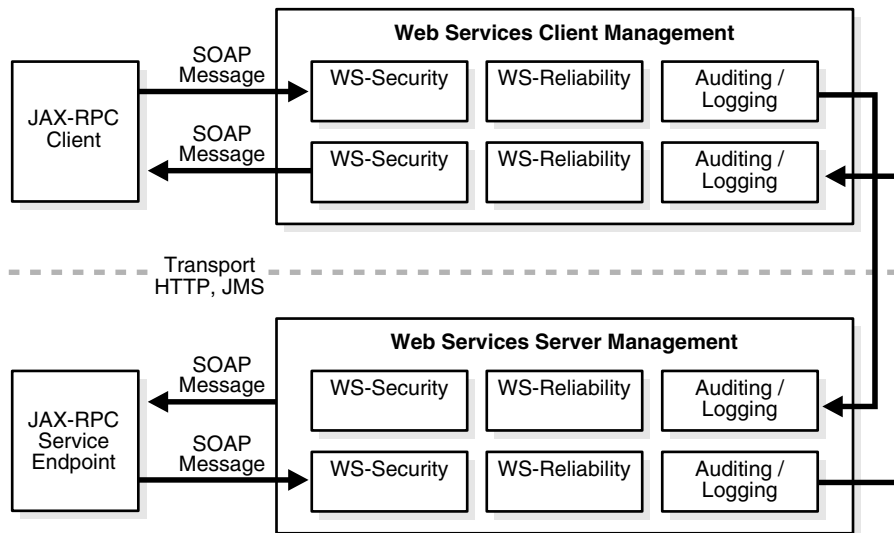 Web Services Client Management
SOAP
Message
WS-Security
WS-Reliability
Auditing /
Logging
JAX-RPC
Client
SOAP
Message
WS-Security
WS-Reliability
Auditing /
Logging
Transport
HTTP, JMS
Web Services Server Management
SOAP
Message
WS-Security
WS-Reliability
Auditing /
Logging
JAX-RPC
Service
Endpoint
SOAP
Message
WS-Security
WS-Reliability
Auditing /
Logging